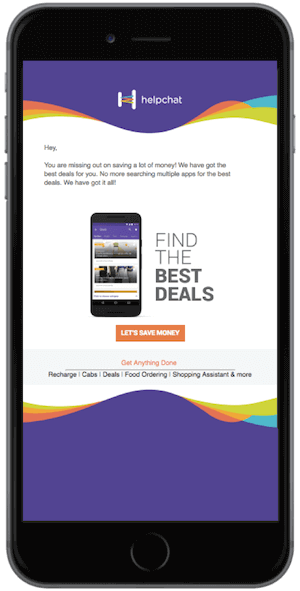 helpchat
Hey,
You are missing out on saving a lot of money! We have got the
best deals for you. No more searching multiple apps for the best
deals. We have got it all!
FIND
THE
BEST
DEALS
LET'S SAVE MONEY
Get Anything Done
Recharge | Cabs | Deals | Food Ordering | Shopping Assistant & more